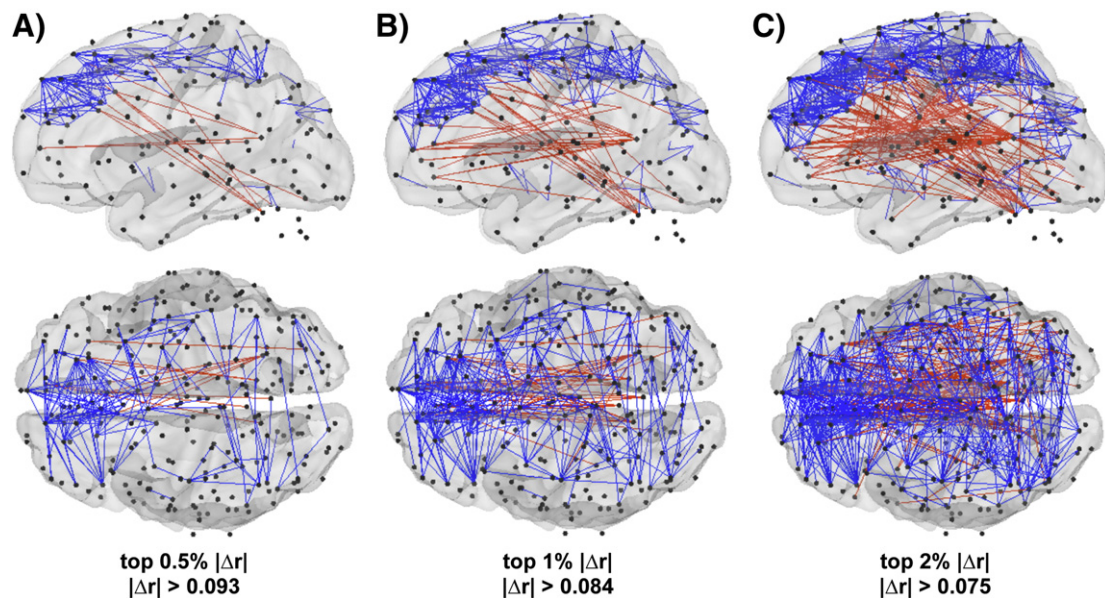 A)
B)
C)
top 0.5% |Δr|
|Δr| > 0.093
top 1% |Δr|
|Δr| > 0.084
top 2% |Δr|
|Δr| > 0.075